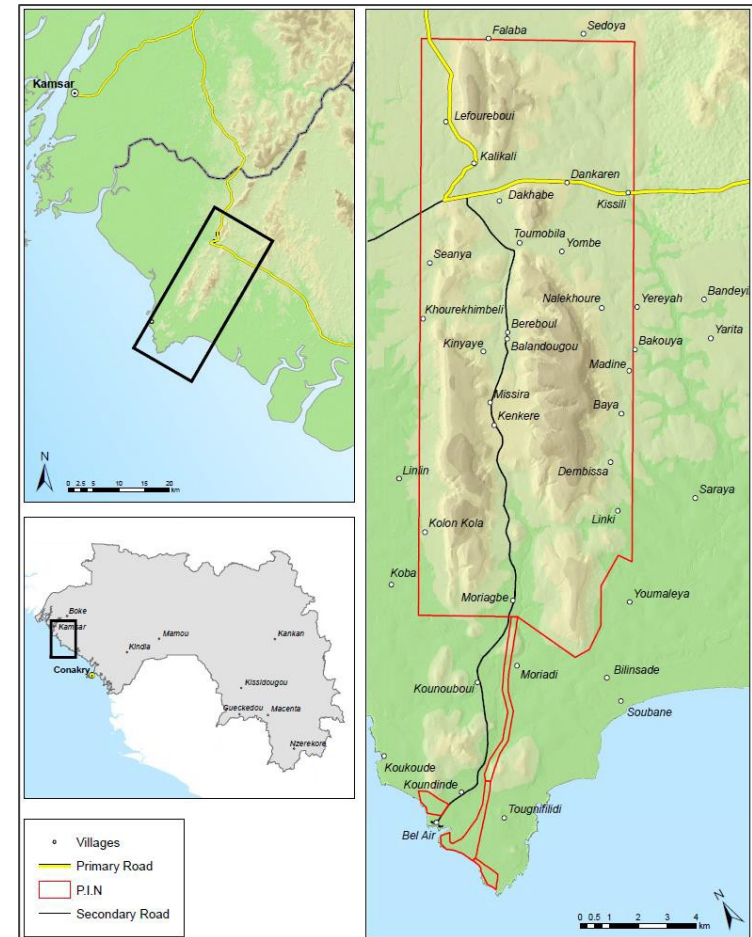 Kamsar
N
0 2.5 5 10 15 20
km
Boke
Kamsar
Kindia
Mamou
Kankan
Conakry
Kissidougou
Gueckedou
Macenta
Nzerekore
Villages
Primary Road
P.I.N
Secondary Road
Falaba
Sedoya
Lefoureboui
Kalikali
Dankaren
Dakhabe
Kissili
Toumobila
Yombe
Seanya
Bandeyi
Nalekhoure
Yereyah
Khourekhimbeli
Bereboul
Balandougou
Yarita
Kinyaye
Bakouya
Madine
Missira
Baya
Kenkere
Dembissa
Linlin
Saraya
Linki
Kolon Kola
Koba
Moriagbe
Youmaleya
Moriadi
Kounouboui
Bilinsade
Soubane
Koukoude
Koundinde
Tougnifilidi
Bel Air
N
0 0.5 1 2 3 4
km